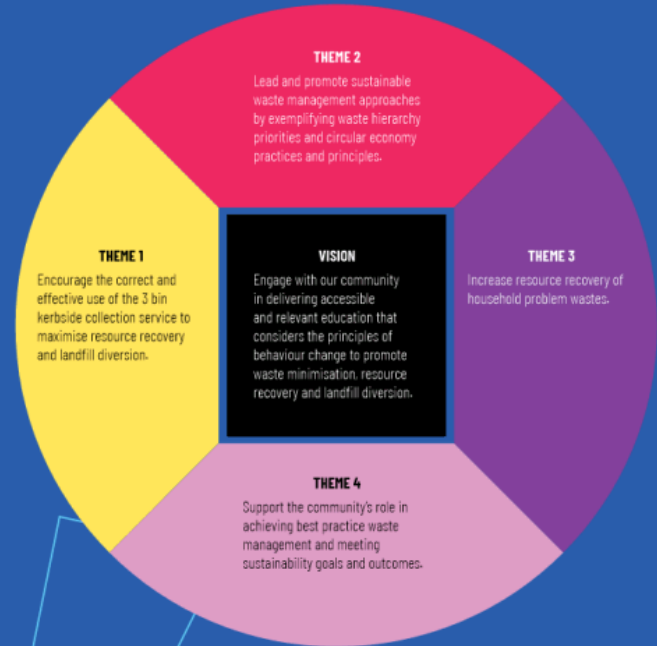 THEME 2
Lead and promote sustainable
waste management approaches
by exemplifying waste hierarchy
priorities and circular economy
practices and principles.
THEME 1
Encourage the correct and
effective use of the 3 bin
kerbside collection service to
maximise resource recovery
and landfill diversion.
VISION
Engage with our community
in delivering accessible
and relevant education that
considers the principles of
behaviour change to promote
waste minimisation, resource
recovery and landfill diversion.
THEME 3
Increase resource recovery of
household problem wastes.
THEME 4
Support the community's role in
achieving best practice waste
management and meeting
sustainability goals and outcomes.